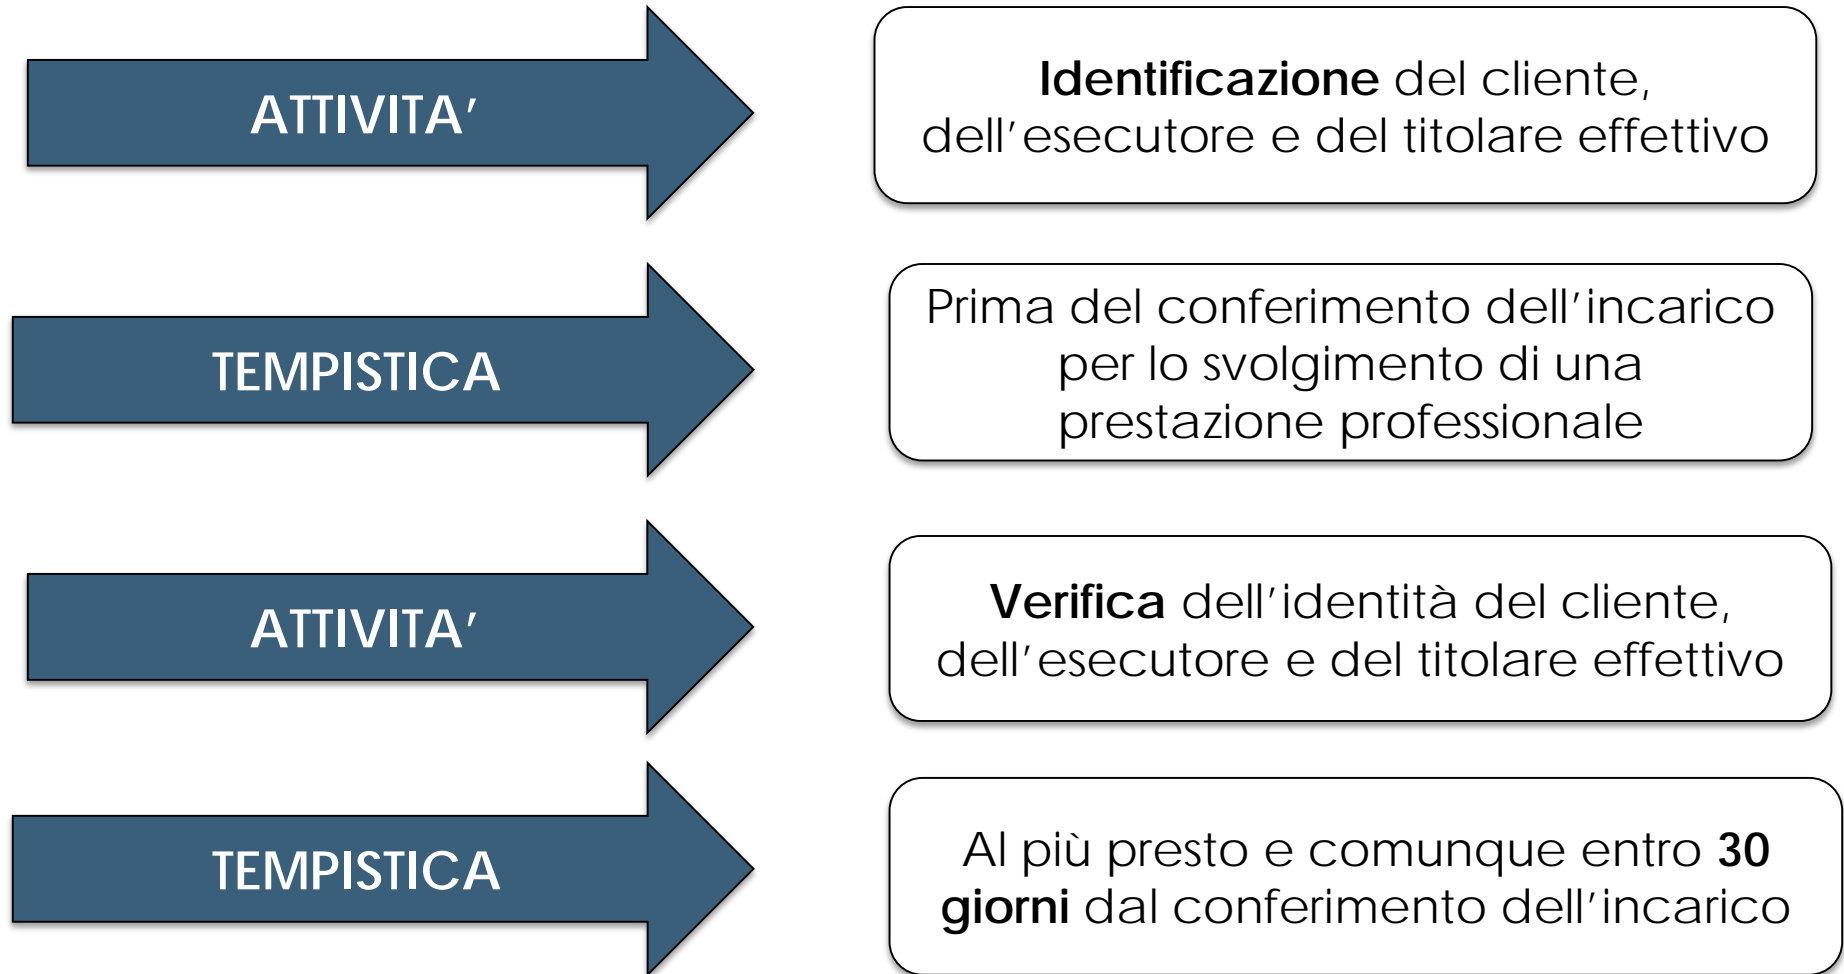 ATTIVITA’
Identificazione del cliente,
dell’esecutore e del titolare effettivo
TEMPISTICA
Prima del conferimento dell’incarico
per lo svolgimento di una
prestazione professionale
ATTIVITA’
Verifica dell’identità del cliente,
dell’esecutore e del titolare effettivo
TEMPISTICA
Al più presto e comunque entro 30
giorni dal conferimento dell’incarico